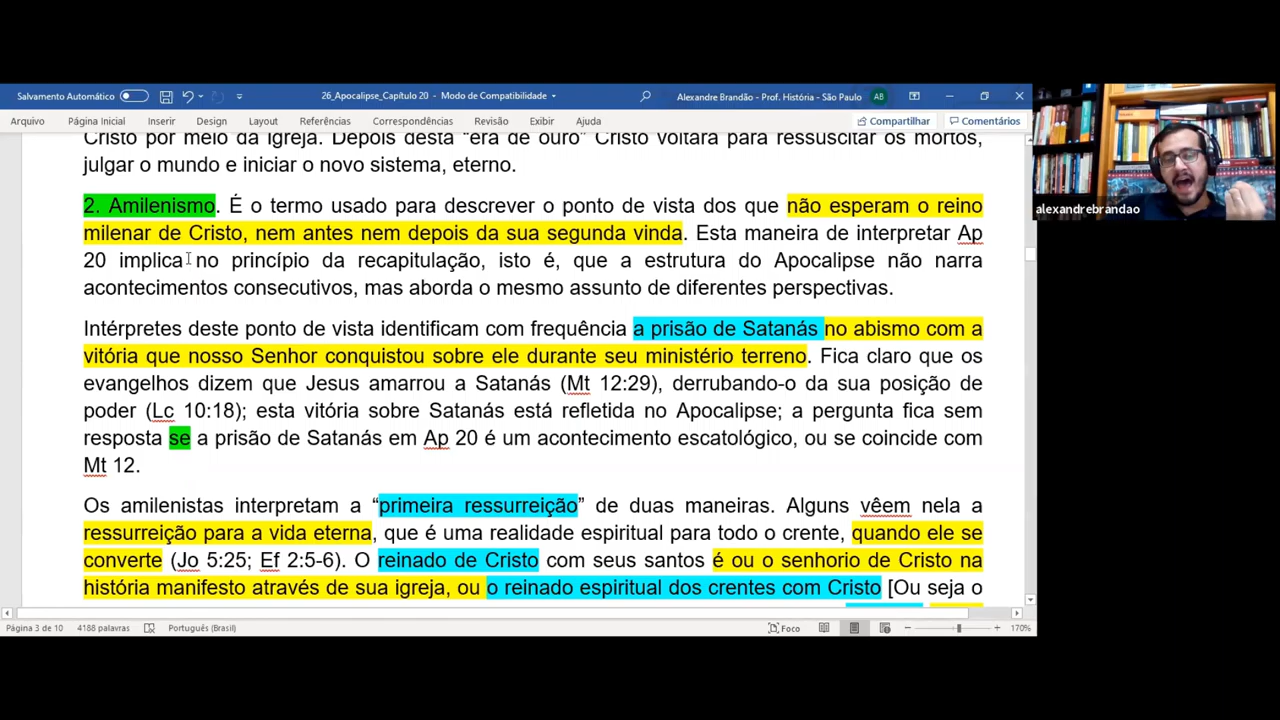 Salvamento Automático
26_Apocalipse_Capítulo 20 - Modo de Compatibilidade
Alexandre Brandão - Prof. História - São Paulo
AB
Arquivo
Página Inicial
Inserir
Design
Layout
Referências
Correspondências
Revisão
Exibir
Ajuda
Compartilhar
Comentários
Cristo por meio da igreja. Depois desta “era de ouro” Cristo voltará para ressuscitar os mortos,
julgar o mundo e iniciar o novo sistema, eterno.
2. Amilenismo. É o termo usado para descrever o ponto de vista dos que não esperam o reino
milenar de Cristo, nem antes nem depois da sua segunda vinda. Esta maneira de interpretar Ap
20 implica no princípio da recapitulação, isto é, que a estrutura do Apocalipse não narra
acontecimentos consecutivos, mas aborda o mesmo assunto de diferentes perspectivas.
Intérpretes deste ponto de vista identificam com frequência a prisão de Satanás no abismo com a
vitória que nosso Senhor conquistou sobre ele durante seu ministério terreno. Fica claro que os
evangelhos dizem que Jesus amarrou a Satanás (Mt 12:29), derrubando-o da sua posição de
poder (Lc 10:18); esta vitória sobre Satanás está refletida no Apocalipse; a pergunta fica sem
resposta se a prisão de Satanás em Ap 20 é um acontecimento escatológico, ou se coincide com
Mt 12.
Os amilenistas interpretam a “primeira ressurreição” de duas maneiras. Alguns vêem nela a
ressurreição para a vida eterna, que é uma realidade espiritual para todo o crente, quando ele se
converte (Jo 5:25; Ef 2:5-6). O reinado de Cristo com seus santos é ou o senhorio de Cristo na
história manifesto através de sua igreja, ou o reinado espiritual dos crentes com Cristo [Ou seja o
Página 3 de 10
4188 palavras
Português (Brasil)
Foco
170%
alexandrebrandao